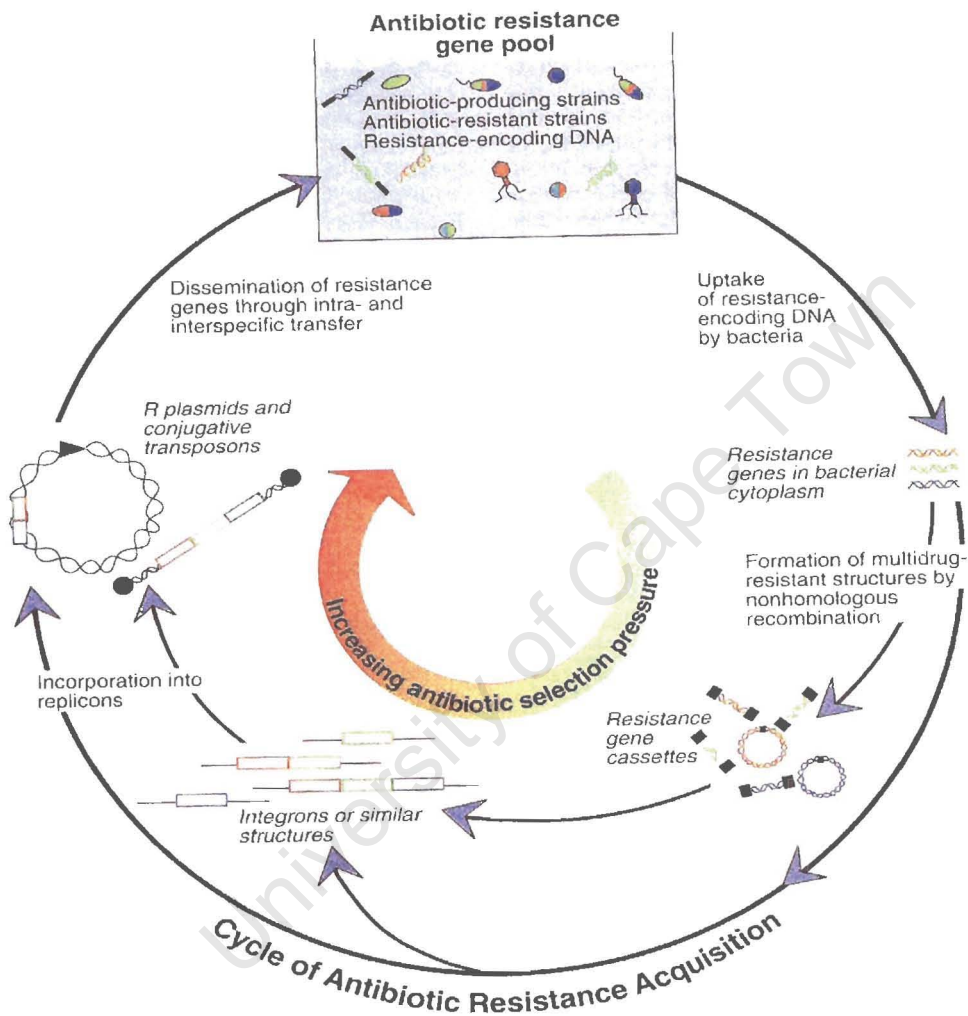 Antibiotic resistance
gene pool
Antibiotic-producing strains
Antibiotic-resistant strains
Resistance-encoding DNA
Dissemination of resistance
genes through intra- and
interspecific transfer
Uptake
of resistance-
encoding DNA
by bacteria
R plasmids and
conjugative
transposons
Resistance
genes in bacterial
cytoplasm
Formation of multidrug-
resistant structures by
nonhomologous
recombination
Increasing antibiotic selection pressure
Incorporation into
replicons
Resistance
gene
cassettes
Integrons or similar
structures
Cycle of Antibiotic Resistance Acquisition
University of Cape Town